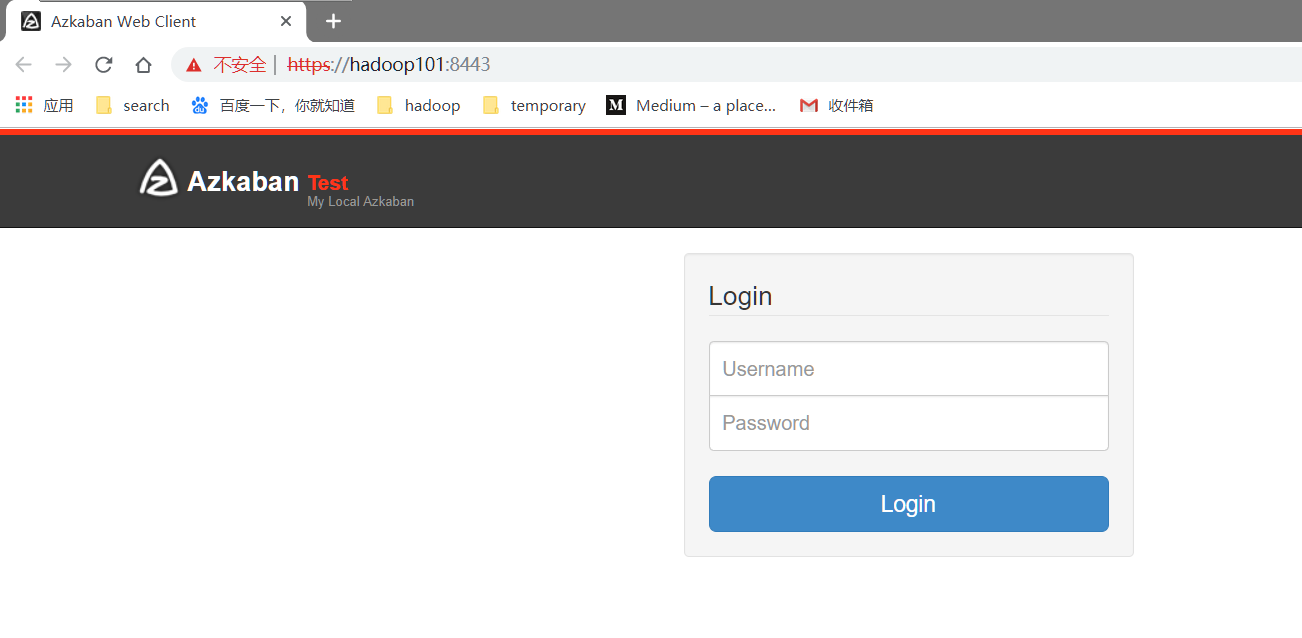 Azkaban Web Client
不安全 | https://hadoop101:8443
应用 search 百度一下，你就知道 hadoop temporary M Medium – a place... 收件箱
Azkaban Test
My Local Azkaban
Login
Username
Password
Login